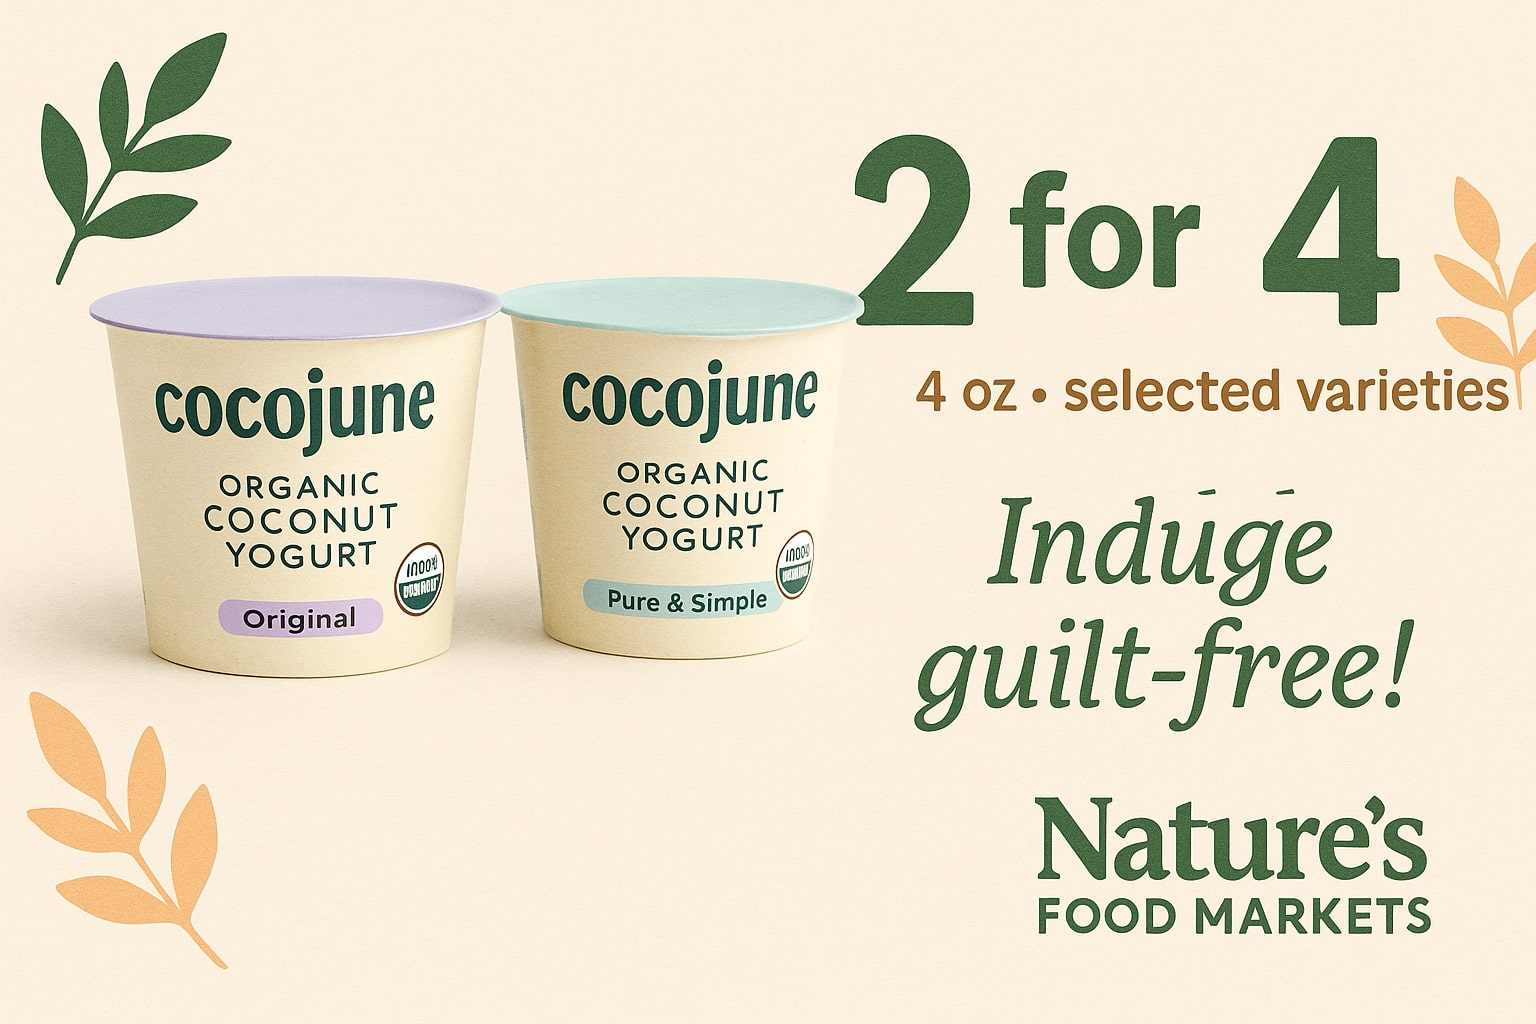 2 for 4
4 oz • selected varieties
cocojune
ORGANIC
COCONUT
YOGURT
Original
cocojune
ORGANIC
COCONUT
YOGURT
Pure & Simple
Induge
guilt-free!
Nature's
FOOD MARKETS